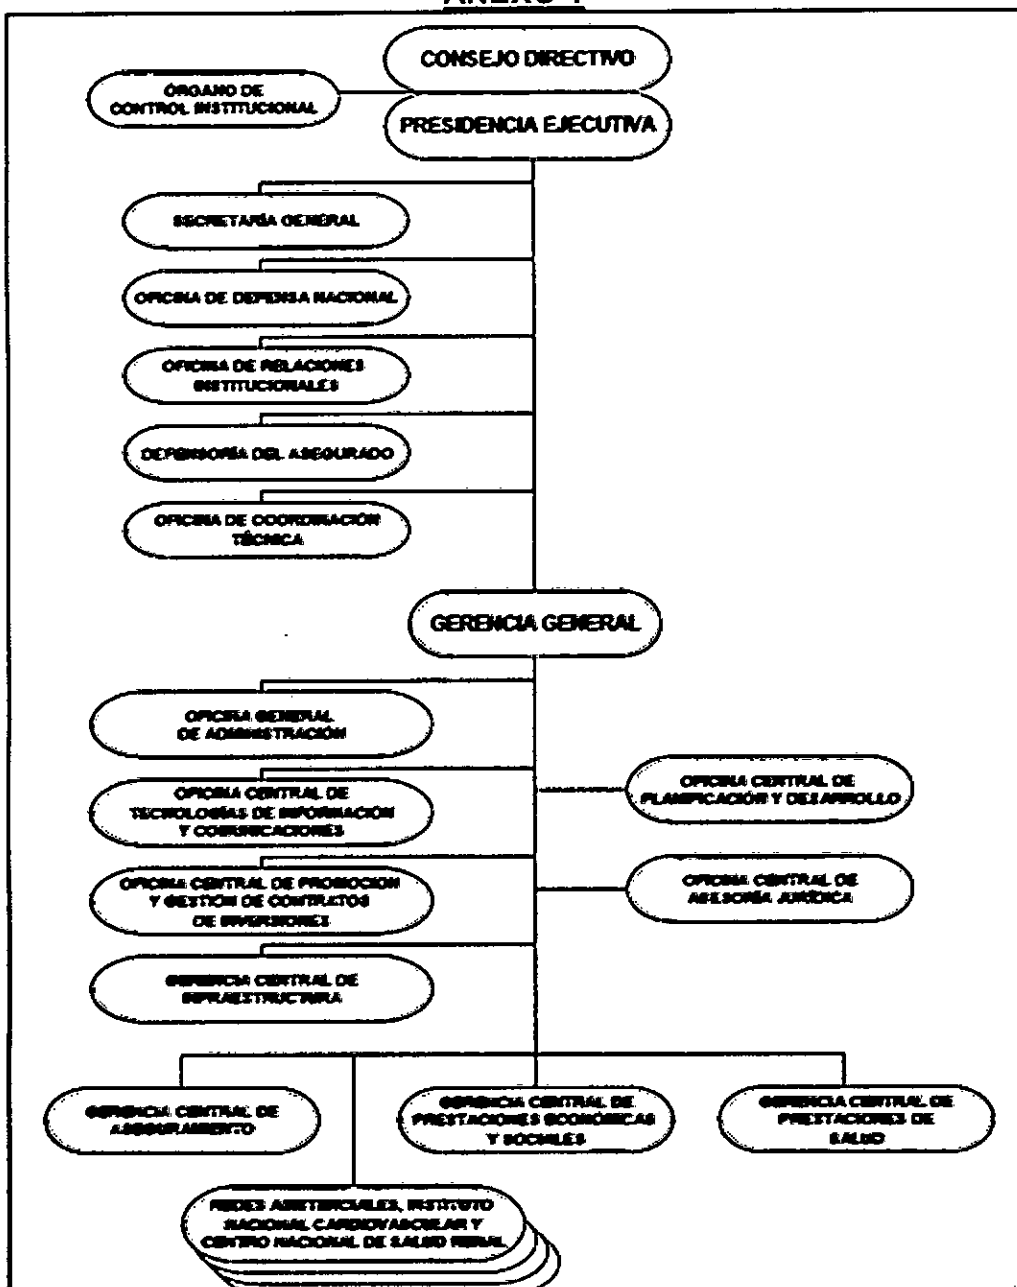 CONSEJO DIRECTIVO
ÓRGANO DE
CONTROL INSTITUCIONAL
PRESIDENCIA EJECUTIVA
SECRETARÍA GENERAL
OFICINA DE DEFENSA NACIONAL
OFICINA DE RELACIONES
INSTITUCIONALES
DEFENSORÍA DEL ASEGURADO
OFICINA DE COORDINACIÓN
TÉCNICA
GERENCIA GENERAL
OFICINA GENERAL
DE ADMINISTRACIÓN
OFICINA CENTRAL DE
PLANIFICACIÓN Y DESARROLLO
OFICINA CENTRAL DE
TECNOLOGÍAS DE INFORMACIÓN
Y COMUNICACIONES
OFICINA CENTRAL DE PROMOCIÓN
Y GESTIÓN DE CONTRATOS
DE INVERSIONES
OFICINA CENTRAL DE
ASESORÍA JURÍDICA
GERENCIA CENTRAL DE
INFRAESTRUCTURA
GERENCIA CENTRAL DE
ASEGURAMIENTO
GERENCIA CENTRAL DE
PRESTACIONES ECONÓMICAS
Y SOCIALES
GERENCIA CENTRAL DE
PRESTACIONES DE
SALUD
REDES ASISTENCIALES, INSTITUTO
NACIONAL CARDIOVASCULAR Y
CENTRO NACIONAL DE SALUD RENAL